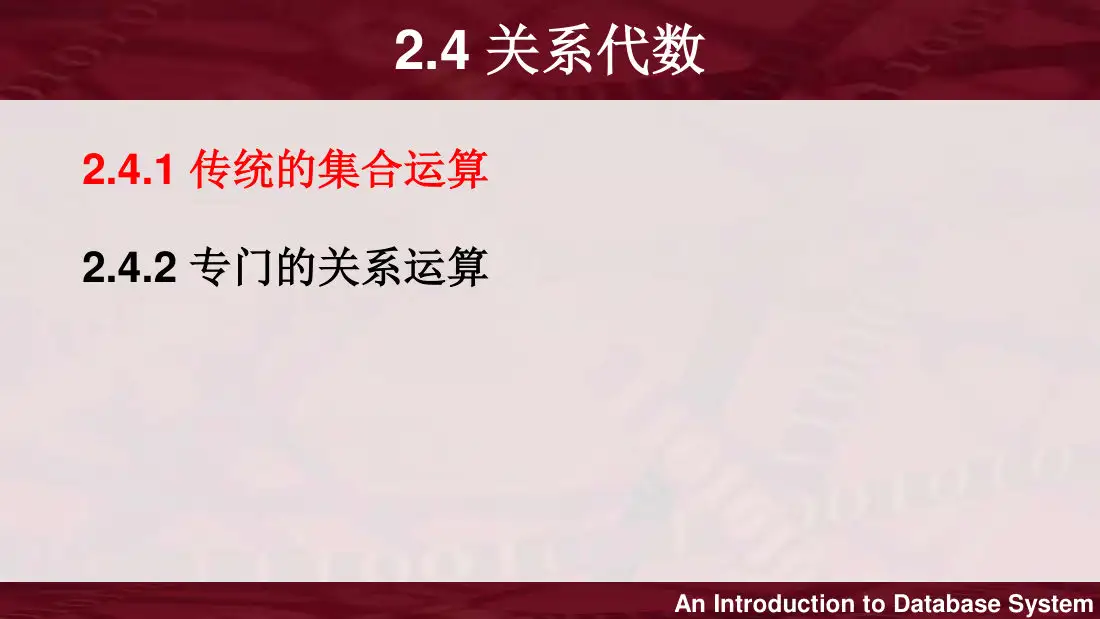 2.4 关系代数
2.4.1 传统的集合运算
2.4.2 专门的关系运算
An Introduction to Database System